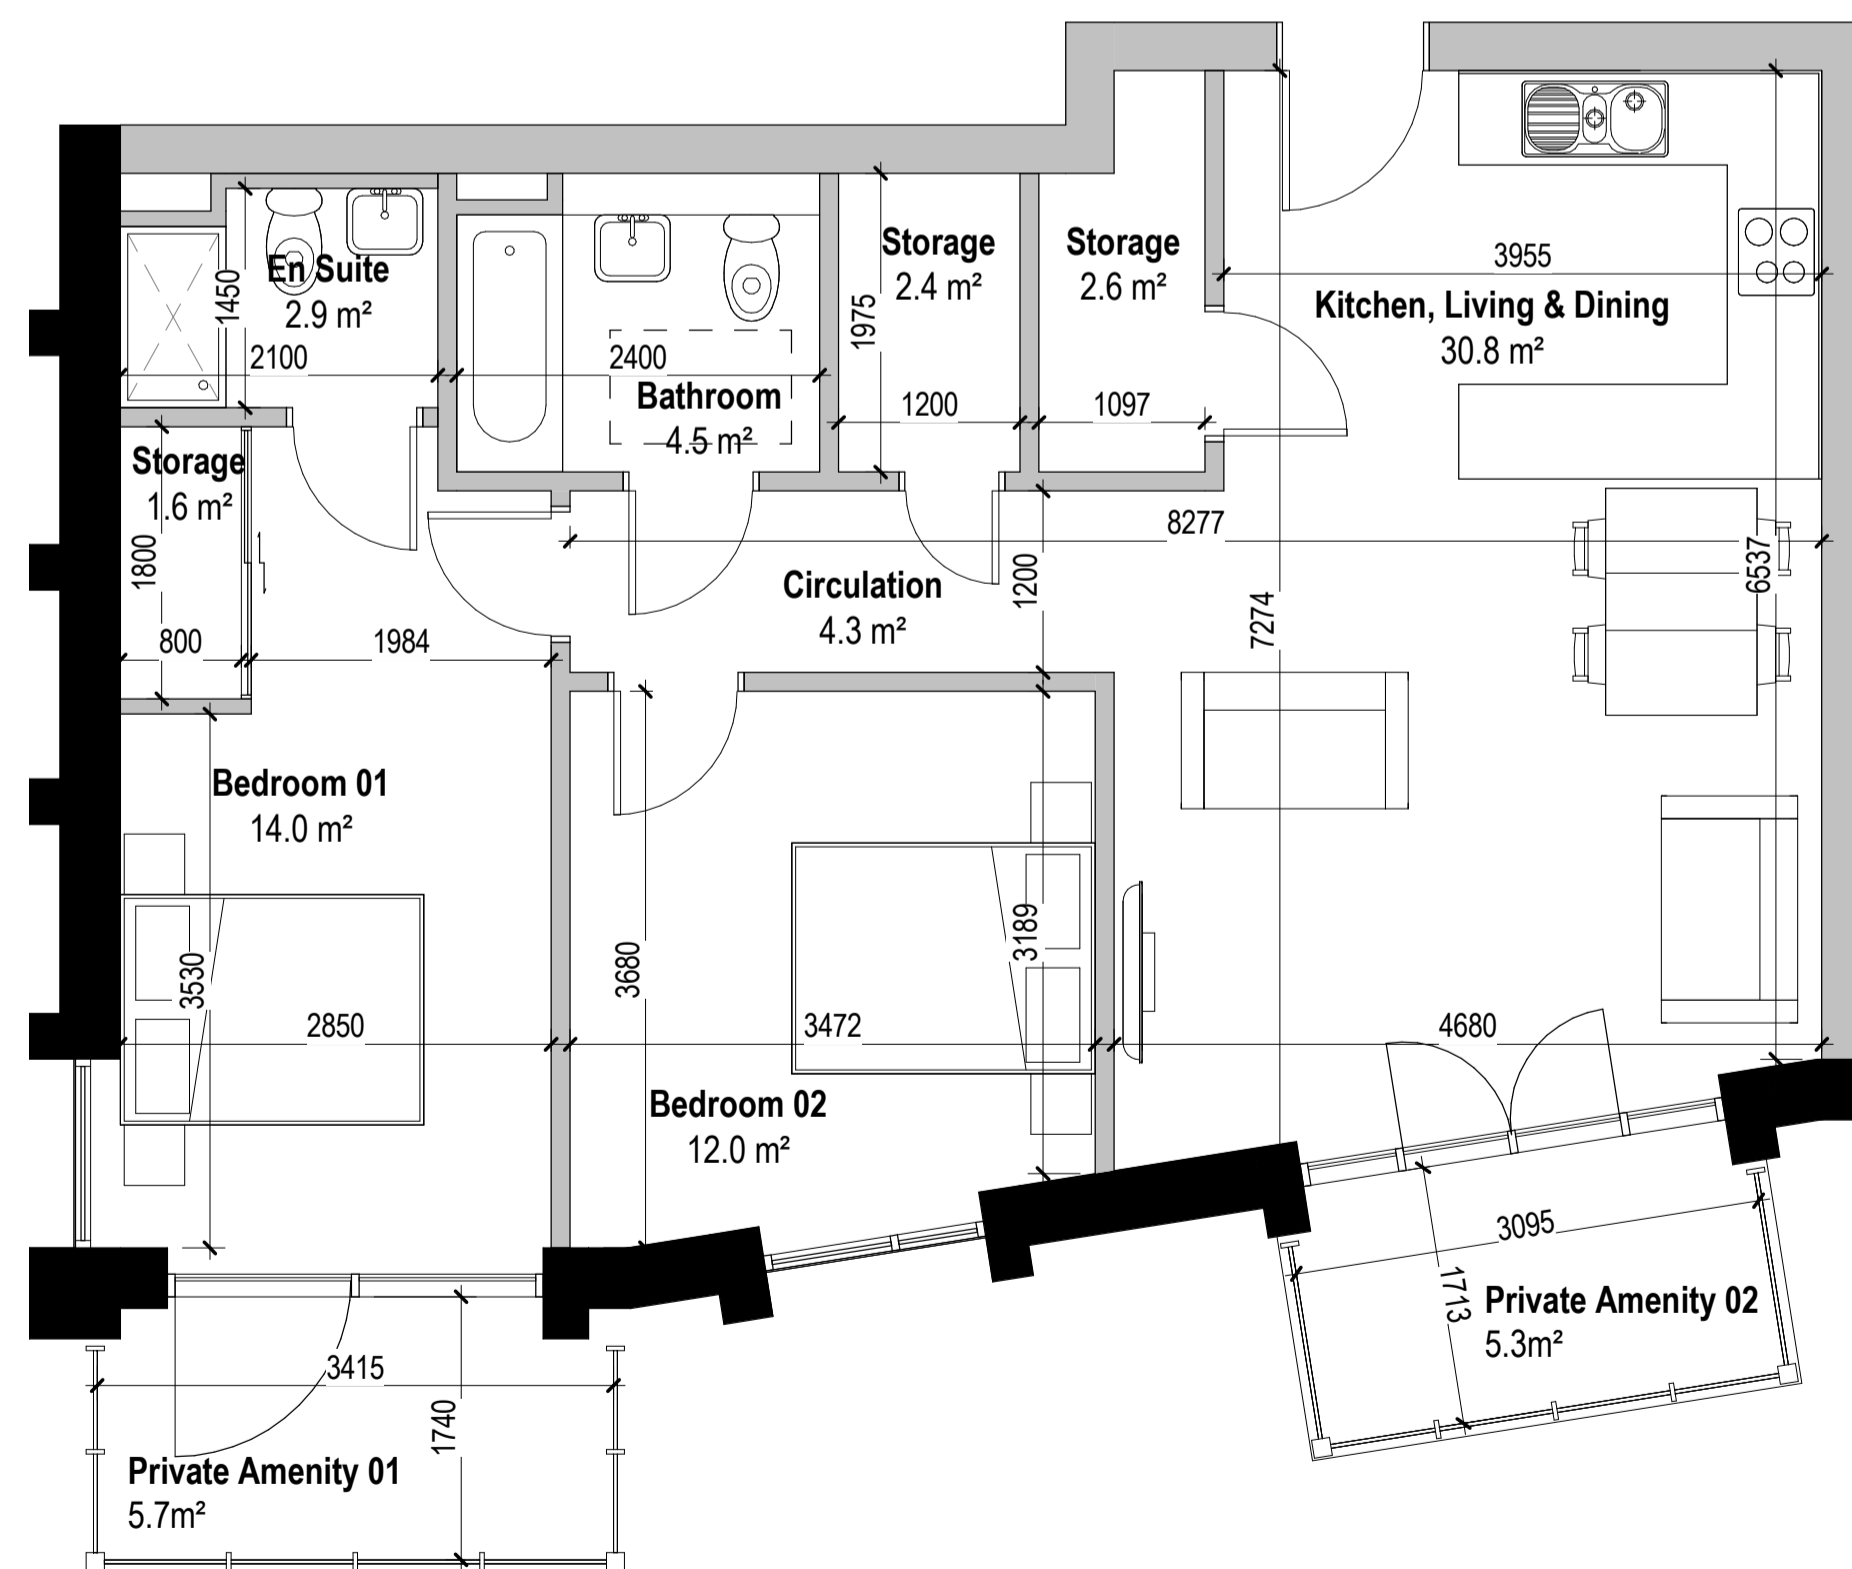 En Suite
2.9 m²
1450
2100
2400
Bathroom
4.5 m²
Storage
2.4 m²
1975
1200
Storage
2.6 m²
1097
3955
Kitchen, Living & Dining
30.8 m²
Storage
1.6 m²
1800
800
1984
8277
Circulation
4.3 m²
1200
7274
6537
Bedroom 01
14.0 m²
3530
2850
3680
3472
3189
Bedroom 02
12.0 m²
4680
3095
1713
Private Amenity 02
5.3m²
3415
1740
Private Amenity 01
5.7m²